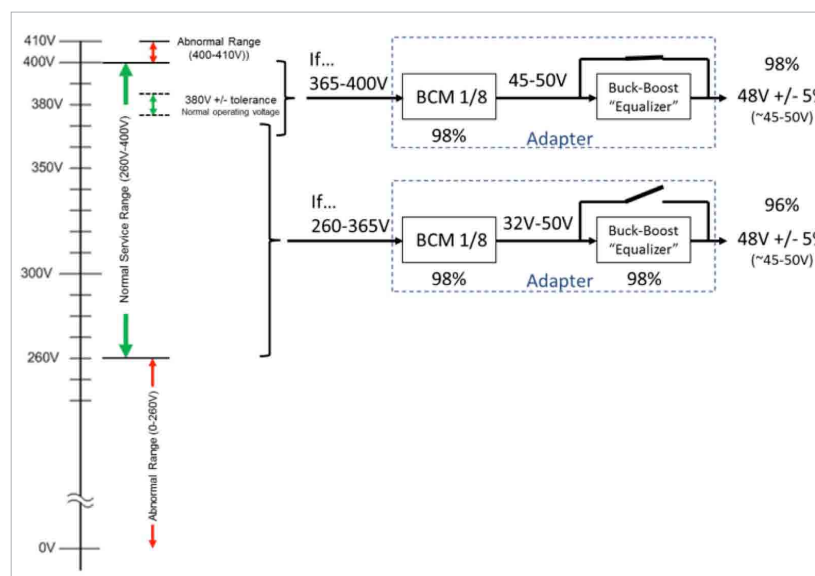 410V
400V
380V
350V
300V
260V
0V
Abnormal Range
(400-410V))
380V +/- tolerance
Normal operating voltage
Normal Service Range (260V-400V)
Abnormal Range (0-260V)
If...
365-400V
BCM 1/8
98%
45-50V
Buck-Boost
"Equalizer"
Adapter
98%
48V +/- 5%
(~45-50V)
If...
260-365V
BCM 1/8
98%
32V-50V
Buck-Boost
"Equalizer"
98%
Adapter
96%
48V +/- 5%
(~45-50V)